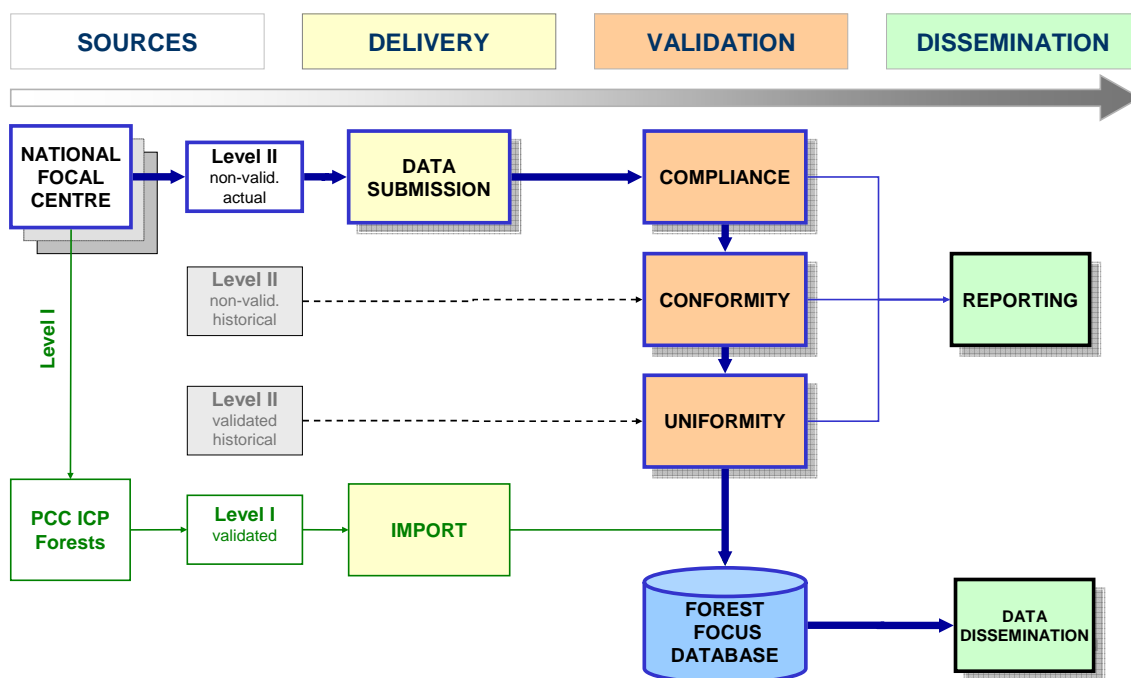 SOURCES
DELIVERY
VALIDATION
DISSEMINATION
NATIONAL
FOCAL
CENTRE
Level II
non-valid.
actual
DATA
SUBMISSION
COMPLIANCE
Level II
non-valid.
historical
CONFORMITY
REPORTING
Level I
Level II
validated
historical
UNIFORMITY
PCC ICP
Forests
Level I
validated
IMPORT
FOREST
FOCUS
DATABASE
DATA
DISSEMINATION